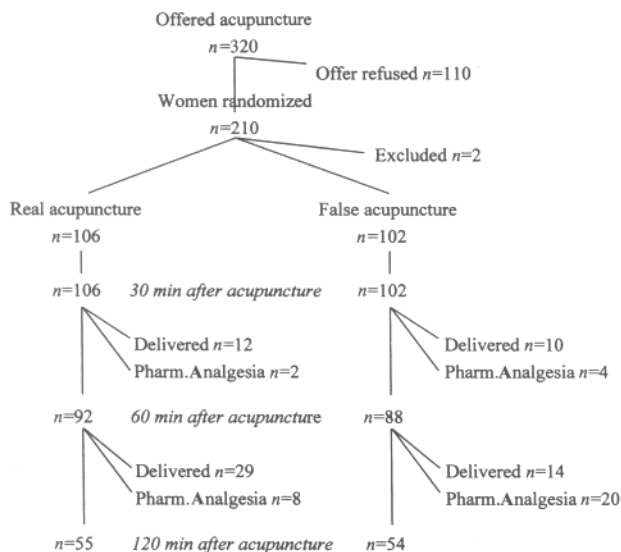 Offered acupuncture
n=320
Offer refused n=110
Women randomized
n=210
Excluded n=2
Real acupuncture False acupuncture
n=106 n=102
n=106 30 min after acupuncture n=102
Delivered n=12 Delivered n=10
Pharm.Analgesia n=2 Pharm.Analgesia n=4
n=92 60 min after acupuncture n=88
Delivered n=29 Delivered n=14
Pharm.Analgesia n=8 Pharm.Analgesia n=20
n=55 120 min after acupuncture n=54